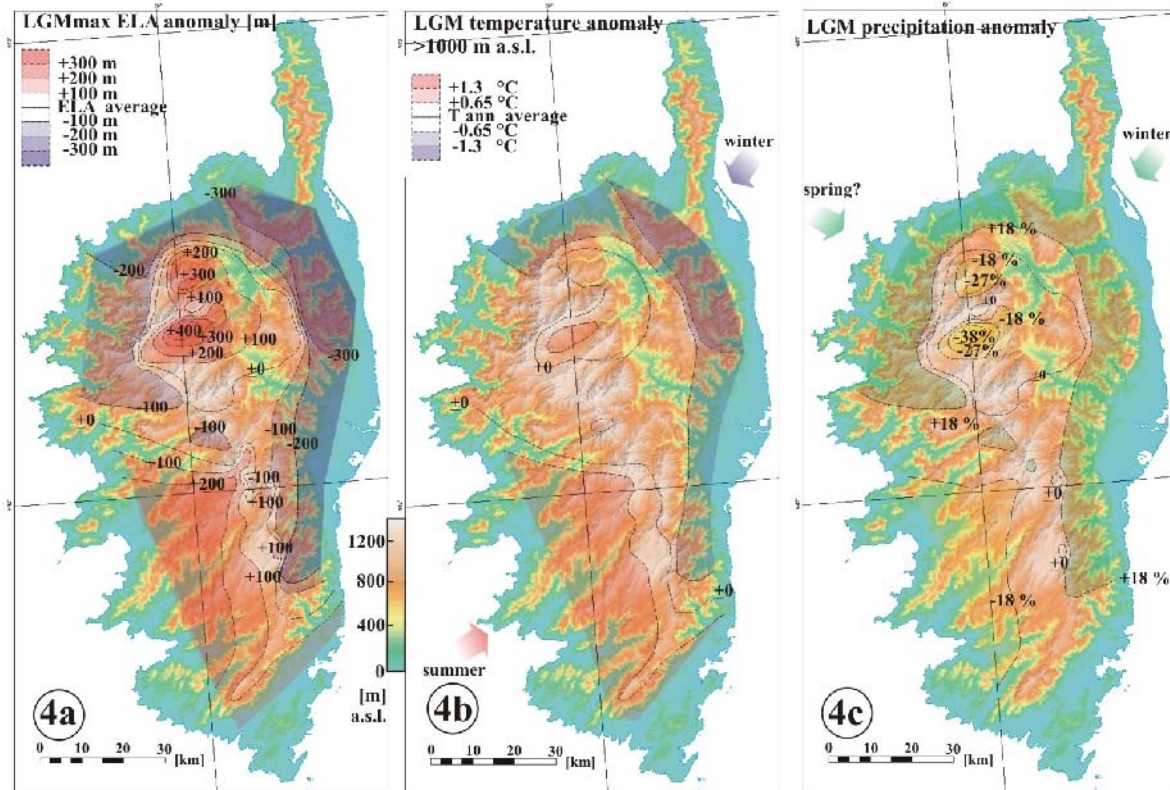 LGMmax ELA anomaly [m]
+300 m
+200 m
+100 m
ELA average
-100 m
-200 m
-300 m
-300
-200
+200
+300
+400
+400
+300
+200
+100
+0
-300
-100
+0
-100
-100
-200
-100
+200
-100
+100
+100
+100
1200
800
400
0
[m]
a.s.l.
4a
0 10 20 30
[km]
LGM temperature anomaly
>1000 m a.s.l.
+1.3 °C
+0.65 °C
T ann average
-0.65 °C
-1.3 °C
winter
+0
+0
+0
summer
4b
0 10 20 30
[km]
LGM precipitation anomaly
winter
spring?
+18 %
-18 %
-27%
±0
-18 %
-38%
-27%
+0
+18 %
+0
+0
+18 %
-18 %
4c
0 10 20 30
[km]